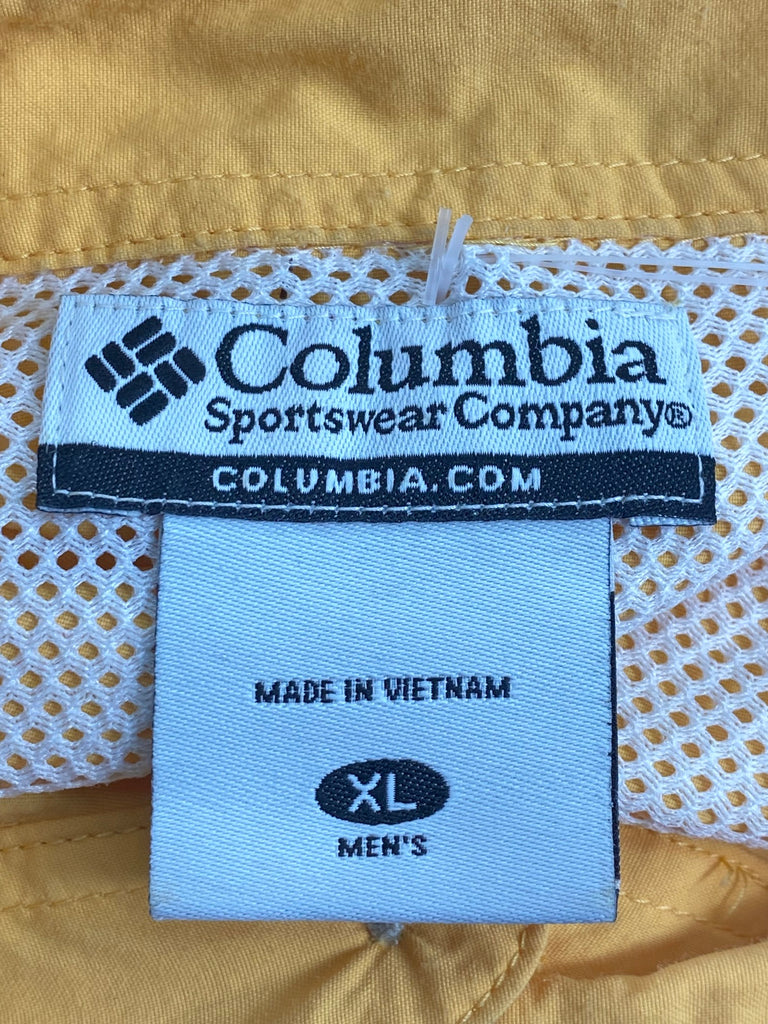 Columbia
Sportswear Company®
COLUMBIA.COM
MADE IN VIETNAM
XL
MEN'S